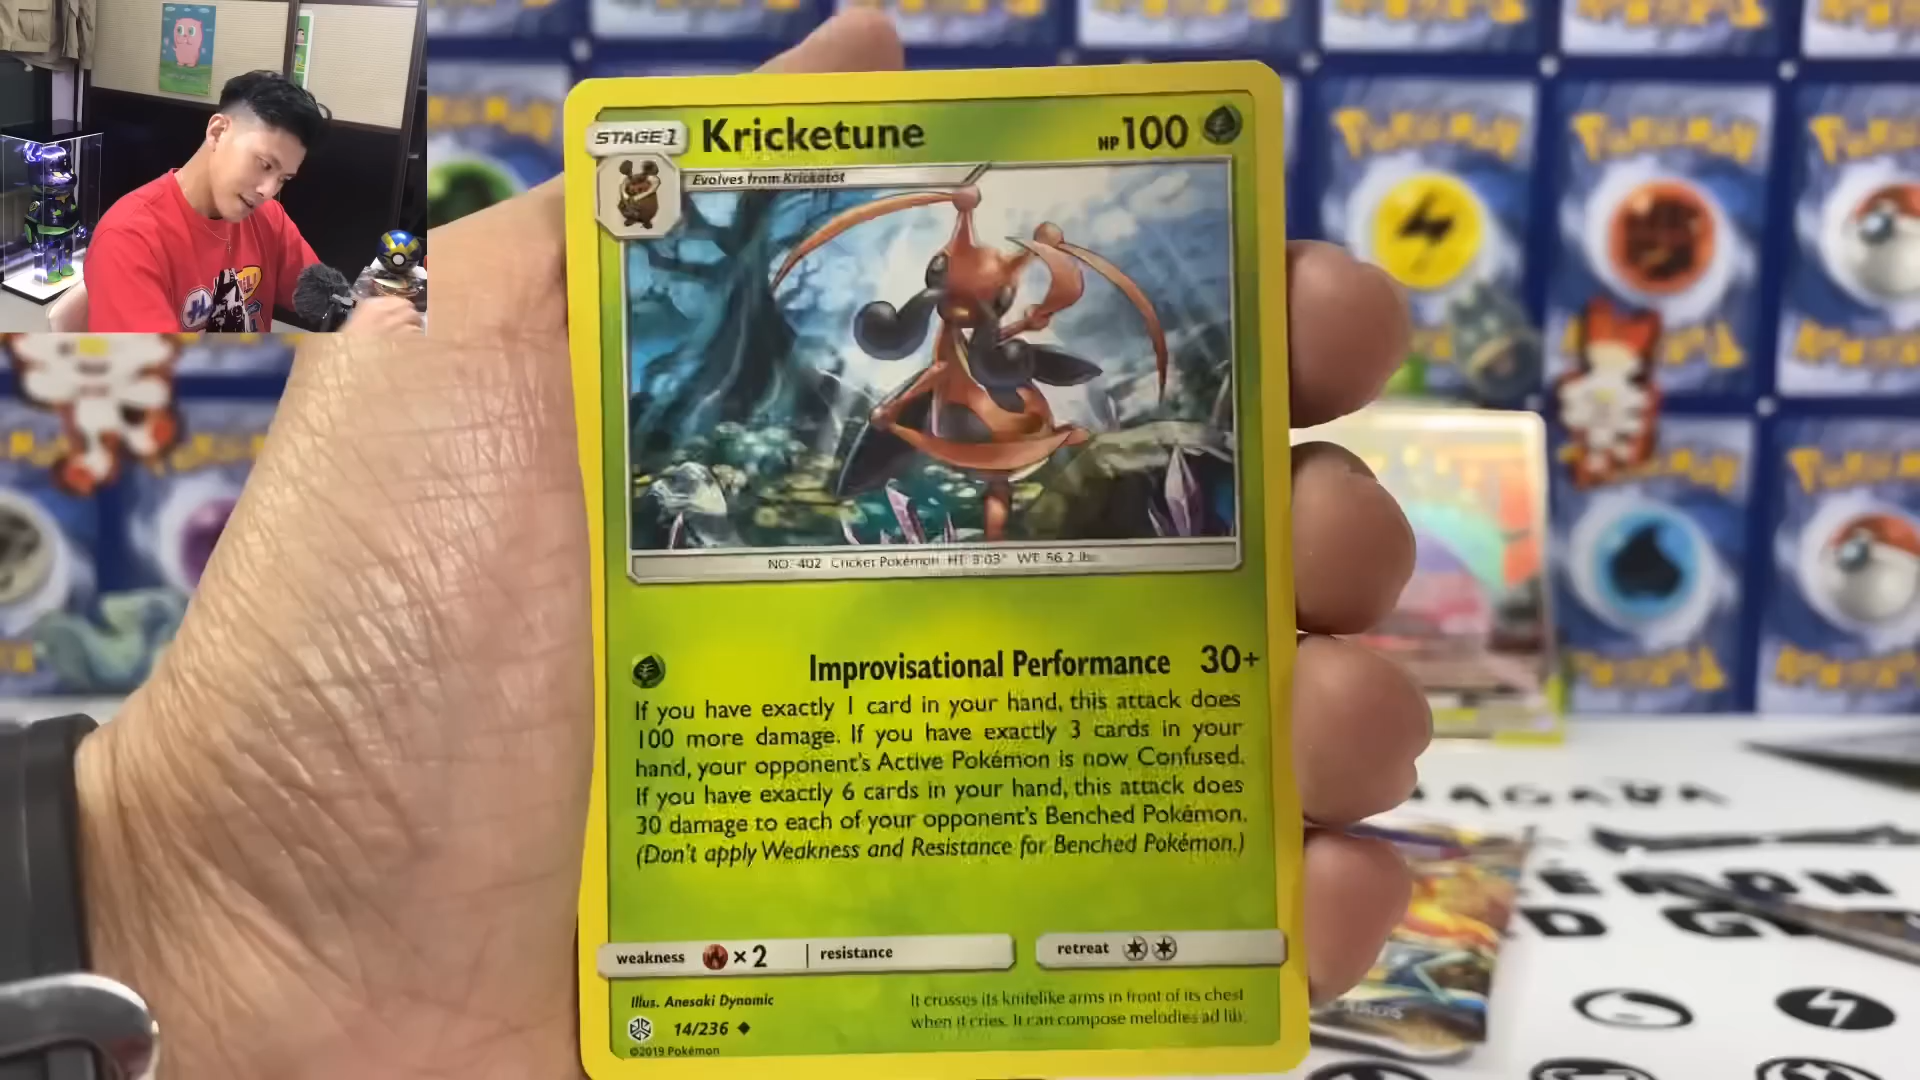 STAGE 1
Kricketune
HP 100
Evolves from Kricketot
NO. 402 Cricket Pokémon HT: 3'03" WT: 56.2 lbs.
Improvisational Performance 30+
If you have exactly 1 card in your hand, this attack does
100 more damage. If you have exactly 3 cards in your
hand, your opponent's Active Pokémon is now Confused.
If you have exactly 6 cards in your hand, this attack does
30 damage to each of your opponent's Benched Pokémon.
(Don't apply Weakness and Resistance for Benched Pokémon.)
weakness ×2 resistance retreat
Illus. Anesaki Dynamic
14/236
©2019 Pokémon
It crosses its knifelike arms in front of its chest
when it cries. It can compose melodies ad lib.